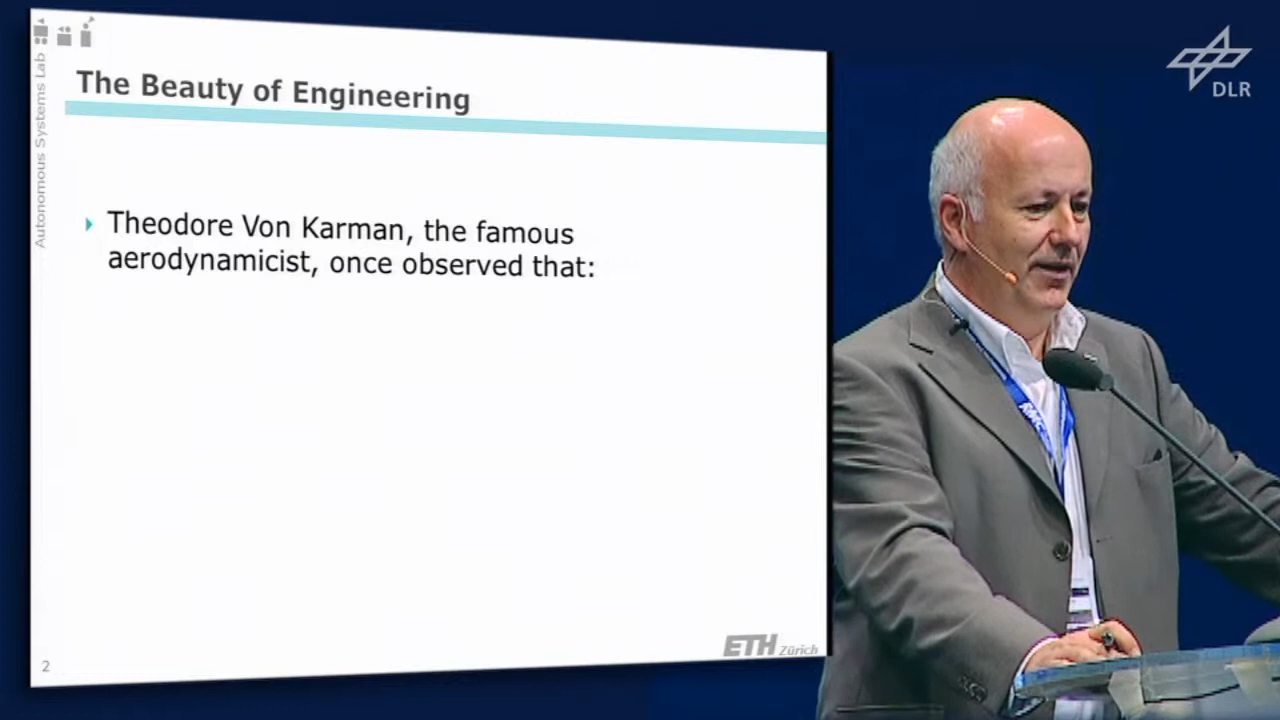 The Beauty of Engineering
Autonomous Systems Lab
Theodore Von Karman, the famous
aerodynamicist, once observed that:
2
ETH Zürich
DLR
RMC